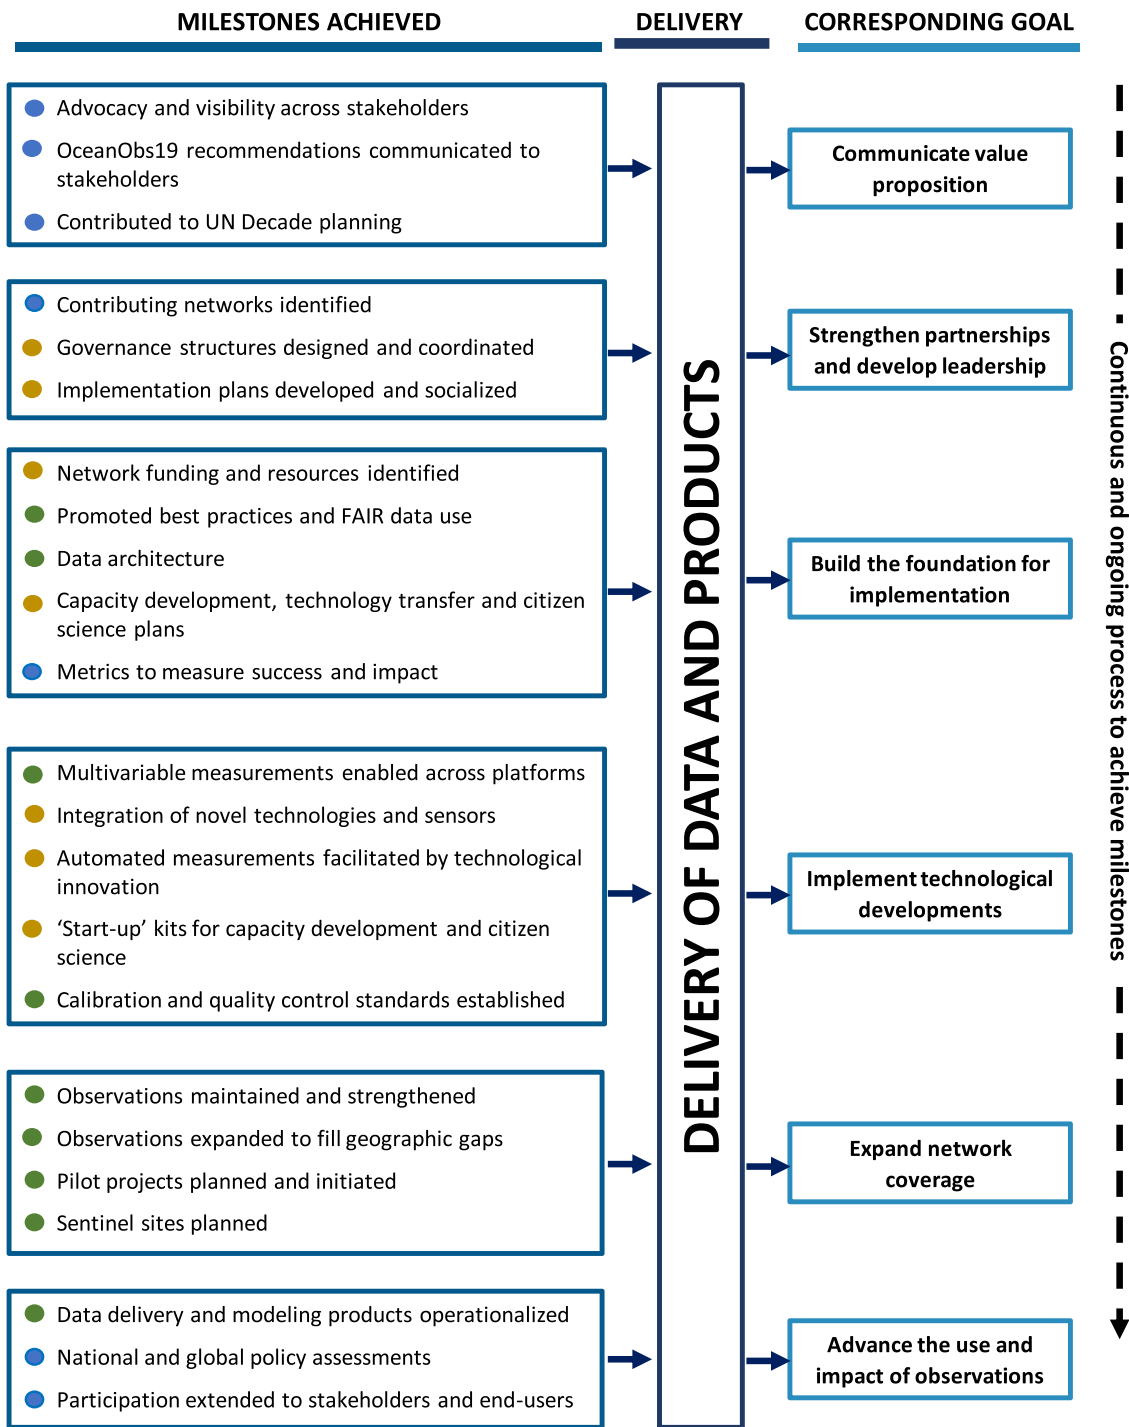 MILESTONES ACHIEVED
DELIVERY
CORRESPONDING GOAL
Advocacy and visibility across stakeholders
OceanObs19 recommendations communicated to
stakeholders
Contributed to UN Decade planning
Communicate value
proposition
Contributing networks identified
Governance structures designed and coordinated
Implementation plans developed and socialized
Strengthen partnerships
and develop leadership
Network funding and resources identified
Promoted best practices and FAIR data use
Data architecture
Capacity development, technology transfer and citizen
science plans
Metrics to measure success and impact
Build the foundation for
implementation
Multivariable measurements enabled across platforms
Integration of novel technologies and sensors
Automated measurements facilitated by technological
innovation
‘Start-up’ kits for capacity development and citizen
science
Calibration and quality control standards established
Implement technological
developments
Observations maintained and strengthened
Observations expanded to fill geographic gaps
Pilot projects planned and initiated
Sentinel sites planned
Expand network
coverage
Data delivery and modeling products operationalized
National and global policy assessments
Participation extended to stakeholders and end-users
Advance the use and
impact of observations
DELIVERY OF DATA AND PRODUCTS
Continuous and ongoing process to achieve milestones